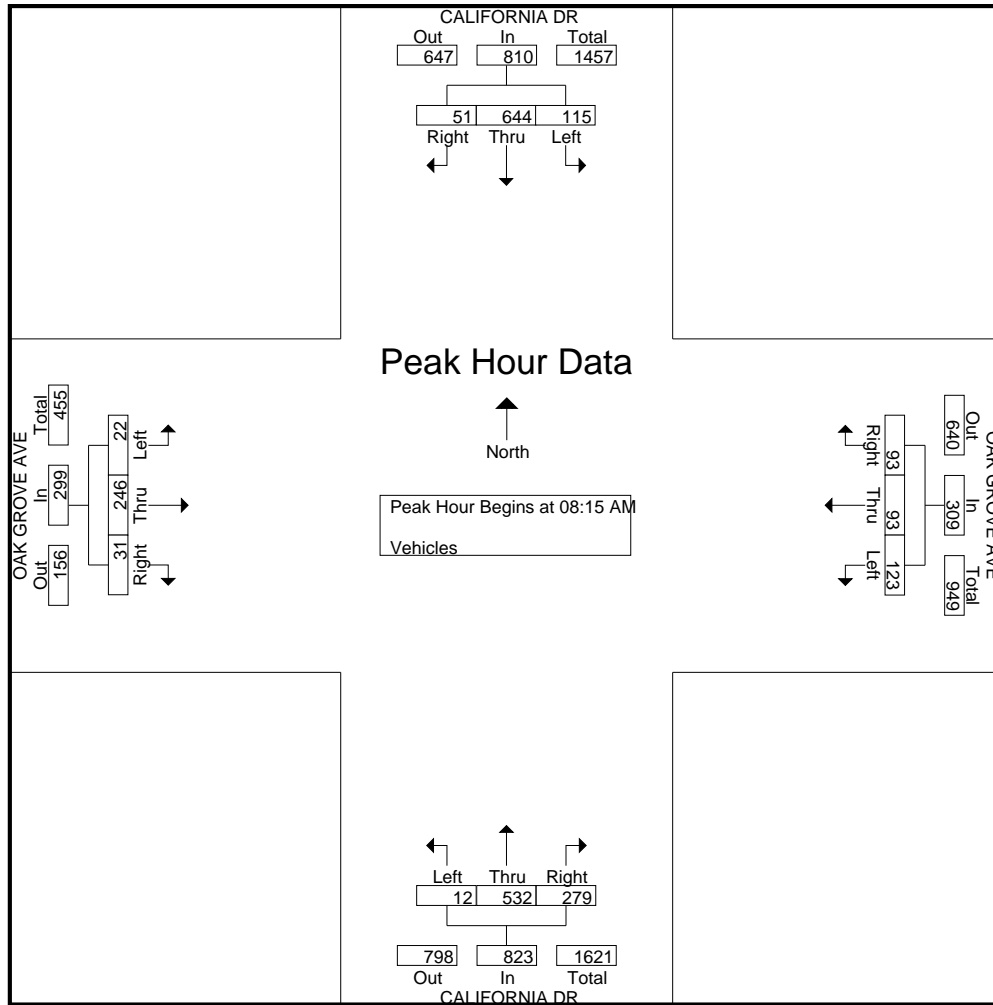 CALIFORNIA DR
Out In Total
647 810 1457
51 644 115
Right Thru Left
Peak Hour Data
North
Peak Hour Begins at 08:15 AM
Vehicles
OAK GROVE AVE
Out In Total
156 299 455
Right Thru Left
31 246 22
OAK GROVE AVE
Out In Total
640 309 949
Right Thru Left
93 93 123
Left Thru Right
12 532 279
798 823 1621
Out In Total
CALIFORNIA DR